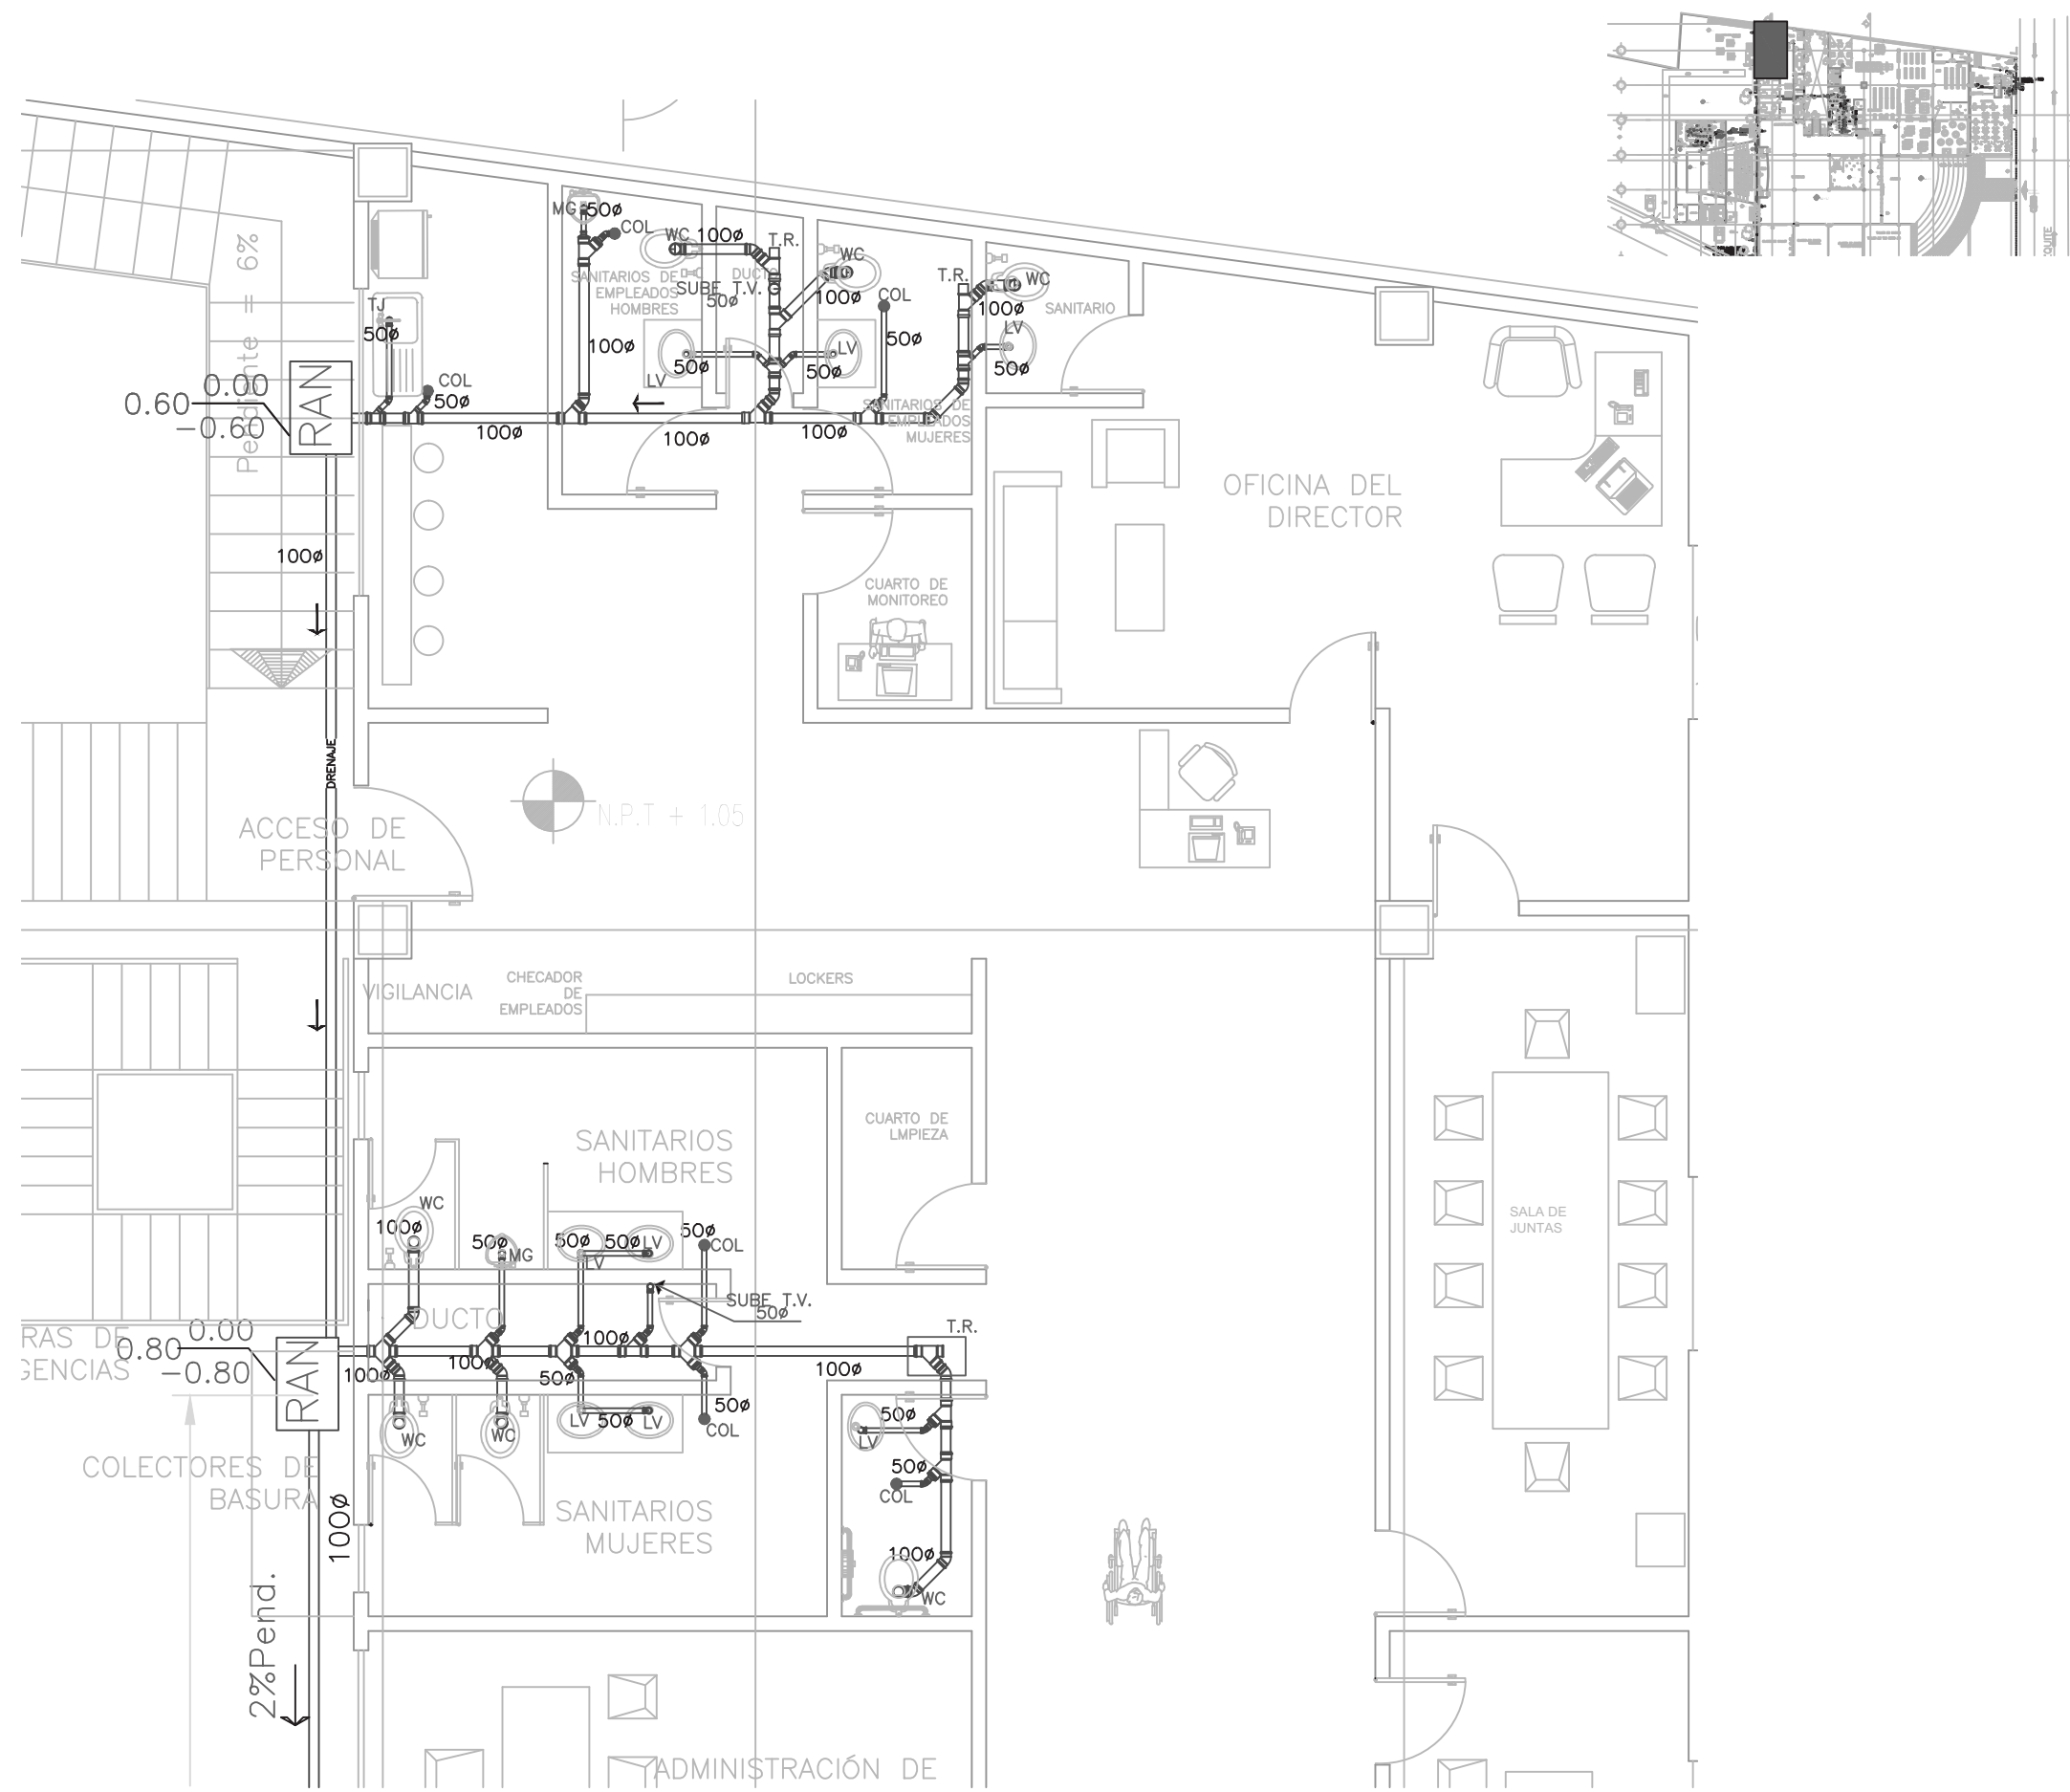 MG
50ø
COL
WC
100ø
T.R.
WC
SANITARIOS DE
EMPLEADOS
HOMBRES
DUCTO
SUBE T.V.
50ø
100ø
COL
T.R.
WC
100ø
SANITARIO
Pendiente = 6%
TJ
50ø
100ø
50ø
LV
LV
50ø
50ø
LV
50ø
0.00
0.60
-0.60
RAN
COL
50ø
LV
SANITARIOS DE
EMPLEADOS
MUJERES
100ø
100ø
100ø
OFICINA DEL
DIRECTOR
100ø
CUARTO DE
MONITOREO
DRENAJE
N.P.T + 1.05
ACCESO DE
PERSONAL
VIGILANCIA
CHECADOR
DE
EMPLEADOS
LOCKERS
CUARTO DE
LMPIEZA
SANITARIOS
HOMBRES
SALA DE
JUNTAS
WC
100ø
50ø
MG
50ø
50ø
LV
LV
50ø
COL
SUBE T.V.
50ø
DUCTO
T.R.
RAS DE
GENCIAS
0.00
0.80
-0.80
RAN
100ø
100ø
100ø
50ø
100ø
WC
WC
LV
50ø
LV
50ø
COL
50ø
LV
50ø
COL
COLECTORES DE
BASURA
100ø
SANITARIOS
MUJERES
100ø
WC
2%Pend.
ADMINISTRACIÓN DE